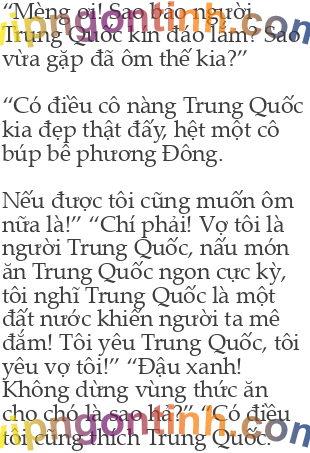 “Mèng ơi! Sao bảo người
Trung Quốc kín đáo lắm? Sao
vừa gặp đã ôm thế kia?”
“Có điều cô nàng Trung Quốc
kia đẹp thật đấy, hệt một cô
búp bê phương Đông.
Nếu được tôi cũng muốn ôm
nữa là!” “Chí phải! Vợ tôi là
người Trung Quốc, nấu món
ăn Trung Quốc ngon cực kỳ,
tôi nghĩ Trung Quốc là một
đất nước khiến người ta mê
đắm! Tôi yêu Trung Quốc, tôi
yêu vợ tôi!” “Đậu xanh!
Không dừng vùng thức ăn
cho chó là sao hả?” “Có điều
tôi cũng thích Trung Quốc.
vipngontinh.com
vipngontinh.com